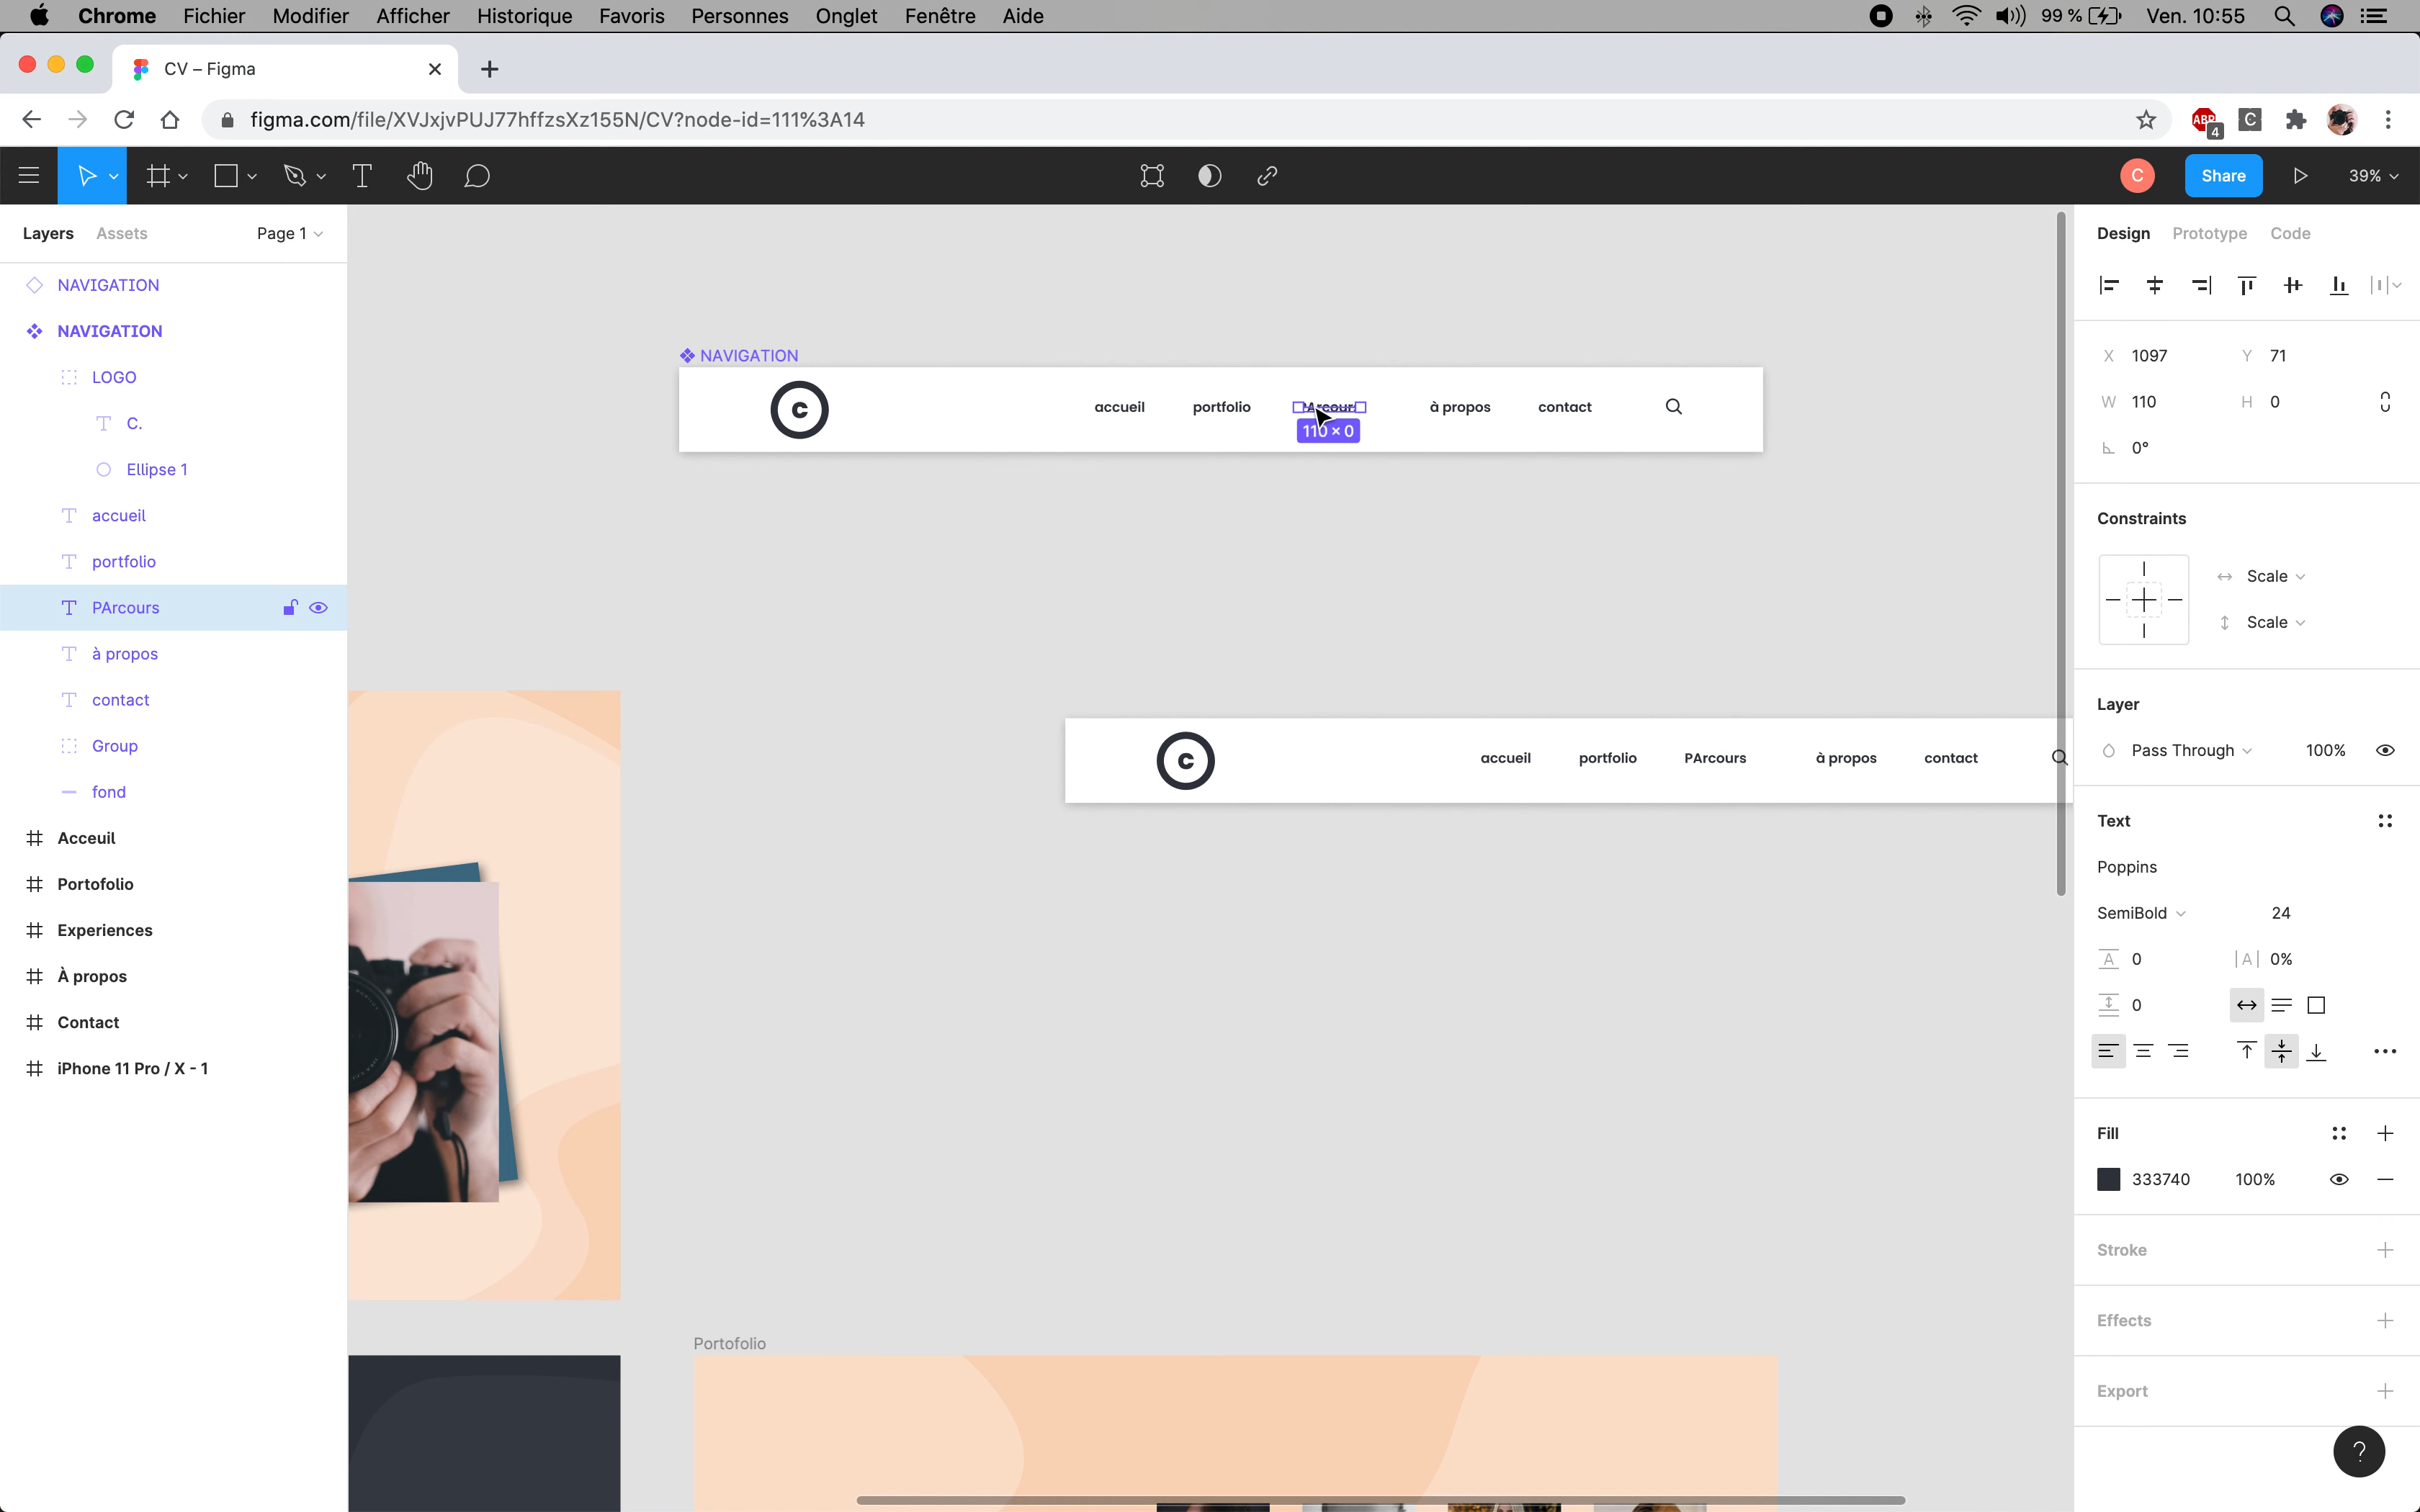 Chrome Fichier Modifier Afficher Historique Favoris Personnes Onglet Fenêtre Aide 99 % Ven. 10:55
CV – Figma
figma.com/file/XVJxjvPUJ77hffzsXz155N/CV?node-id=111%3A14 ABP 4 C
T C Share 39%
Layers Assets Page 1
NAVIGATION
NAVIGATION
LOGO
T C.
Ellipse 1
T accueil
T portfolio
T PArcours
T à propos
T contact
Group
fond
Acceuil
Portofolio
Experiences
À propos
Contact
iPhone 11 Pro / X - 1
NAVIGATION
C accueil portfolio à propos contact
110 × 0
C accueil portfolio PArcours à propos contact
Portofolio
Design Prototype Code
X 1097 Y 71
W 110 H 0
0°
Constraints
Scale
Scale
Layer
Pass Through 100%
Text
Poppins
SemiBold 24
A 0 |A| 0%
0
Fill
333740 100%
Stroke
Effects
Export
?